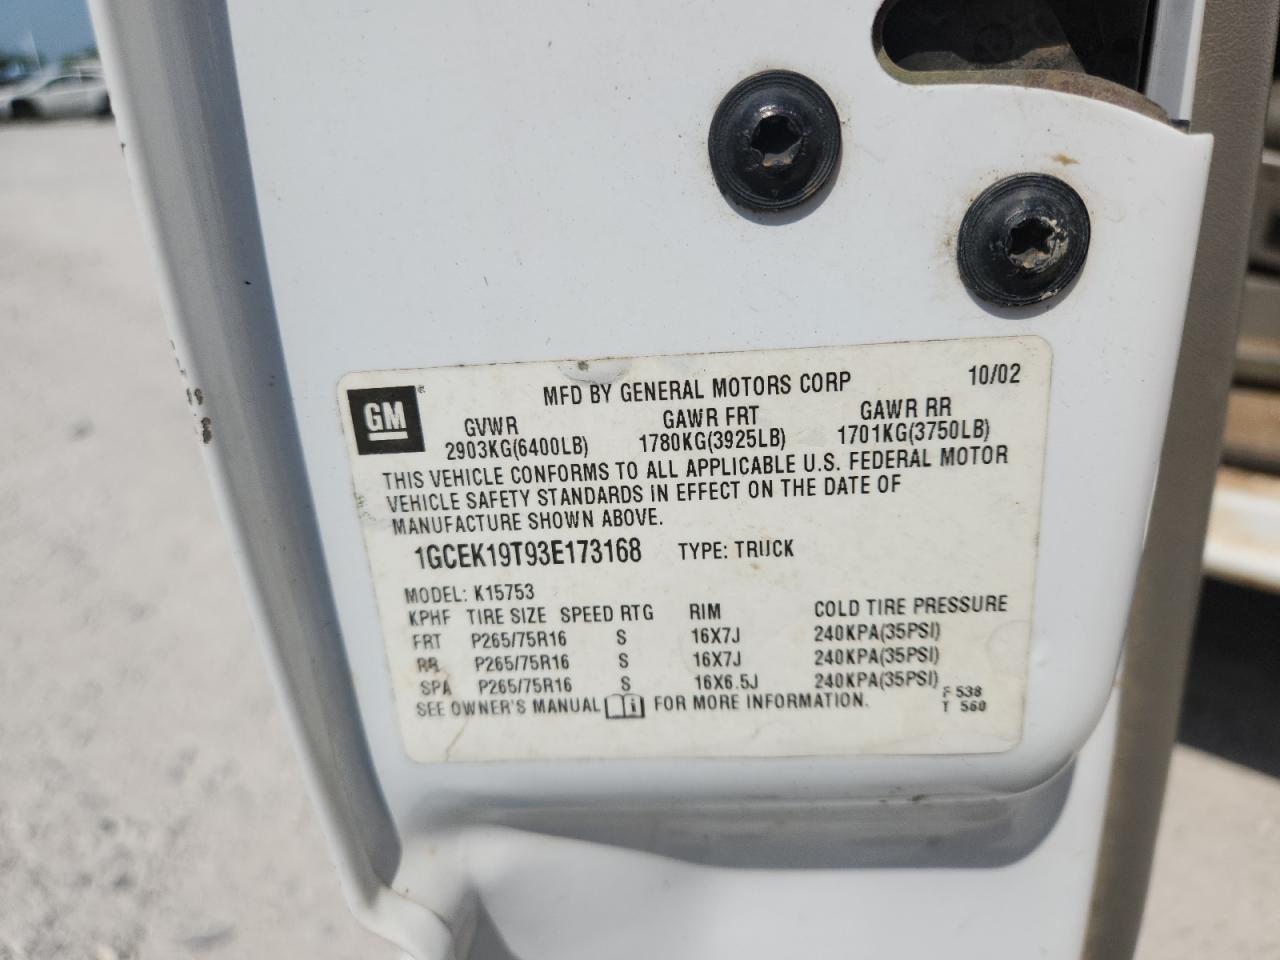 GM ®
MFD BY GENERAL MOTORS CORP 10/02
GVWR GAWR FRT GAWR RR
2903KG(6400LB) 1780KG(3925LB) 1701KG(3750LB)
THIS VEHICLE CONFORMS TO ALL APPLICABLE U.S. FEDERAL MOTOR
VEHICLE SAFETY STANDARDS IN EFFECT ON THE DATE OF
MANUFACTURE SHOWN ABOVE.
1GCEK19T93E173168 TYPE: TRUCK
MODEL: K15753
KPHF TIRE SIZE SPEED RTG RIM COLD TIRE PRESSURE
FRT P265/75R16 S 16X7J 240KPA(35PSI)
RR P265/75R16 S 16X7J 240KPA(35PSI)
SPA P265/75R16 S 16X6.5J 240KPA(35PSI)
SEE OWNER'S MANUAL i FOR MORE INFORMATION.
F 538
T 560